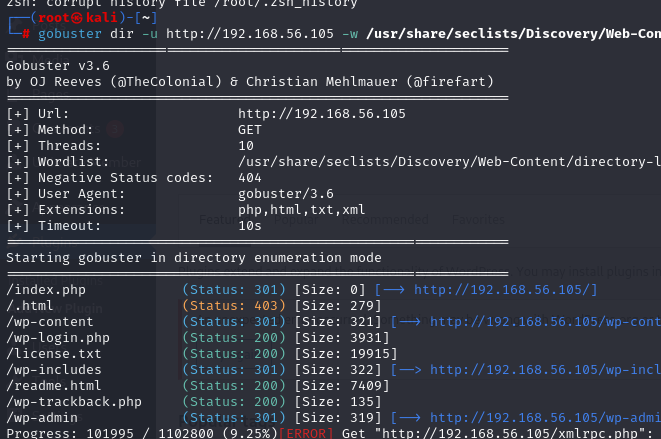 zsh: corrupt history file /root/.zsh_history
(root㉿kali)-[~]
# gobuster dir -u http://192.168.56.105 -w /usr/share/seclists/Discovery/Web-Con
Gobuster v3.6
by OJ Reeves (@TheColonial) & Christian Mehlmauer (@firefart)
[+] Url: http://192.168.56.105
[+] Method: GET
[+] Threads: 10
[+] Wordlist: /usr/share/seclists/Discovery/Web-Content/directory-l
[+] Negative Status codes: 404
[+] User Agent: gobuster/3.6
[+] Extensions: php,html,txt,xml
[+] Timeout: 10s
Starting gobuster in directory enumeration mode
/index.php (Status: 301) [Size: 0] [--> http://192.168.56.105/]
/.html (Status: 403) [Size: 279]
/wp-content (Status: 301) [Size: 321] [--> http://192.168.56.105/wp-cont
/wp-login.php (Status: 200) [Size: 3931]
/license.txt (Status: 200) [Size: 19915]
/wp-includes (Status: 301) [Size: 322] [--> http://192.168.56.105/wp-incl
/readme.html (Status: 200) [Size: 7409]
/wp-trackback.php (Status: 200) [Size: 135]
/wp-admin (Status: 301) [Size: 319] [--> http://192.168.56.105/wp-admi
Progress: 101995 / 1102800 (9.25%)[ERROR] Get "http://192.168.56.105/xmlrpc.php":